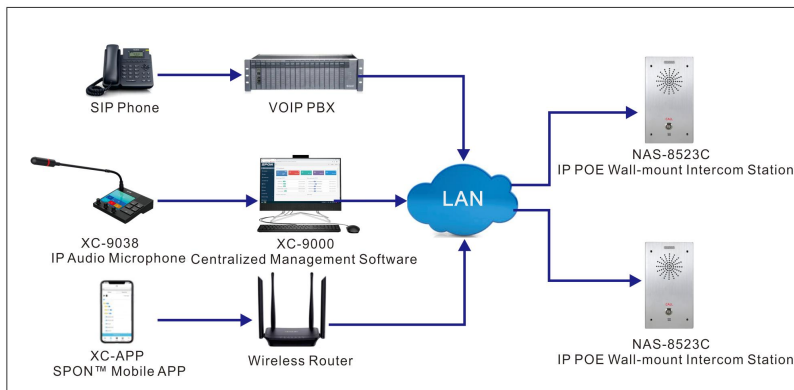 SIP Phone
VOIP PBX
NAS-8523C
IP POE Wall-mount Intercom Station
LAN
SPON
XC-9038
IP Audio Microphone
XC-9000
Centralized Management Software
XC-APP
SPON™ Mobile APP
Wireless Router
NAS-8523C
IP POE Wall-mount Intercom Station